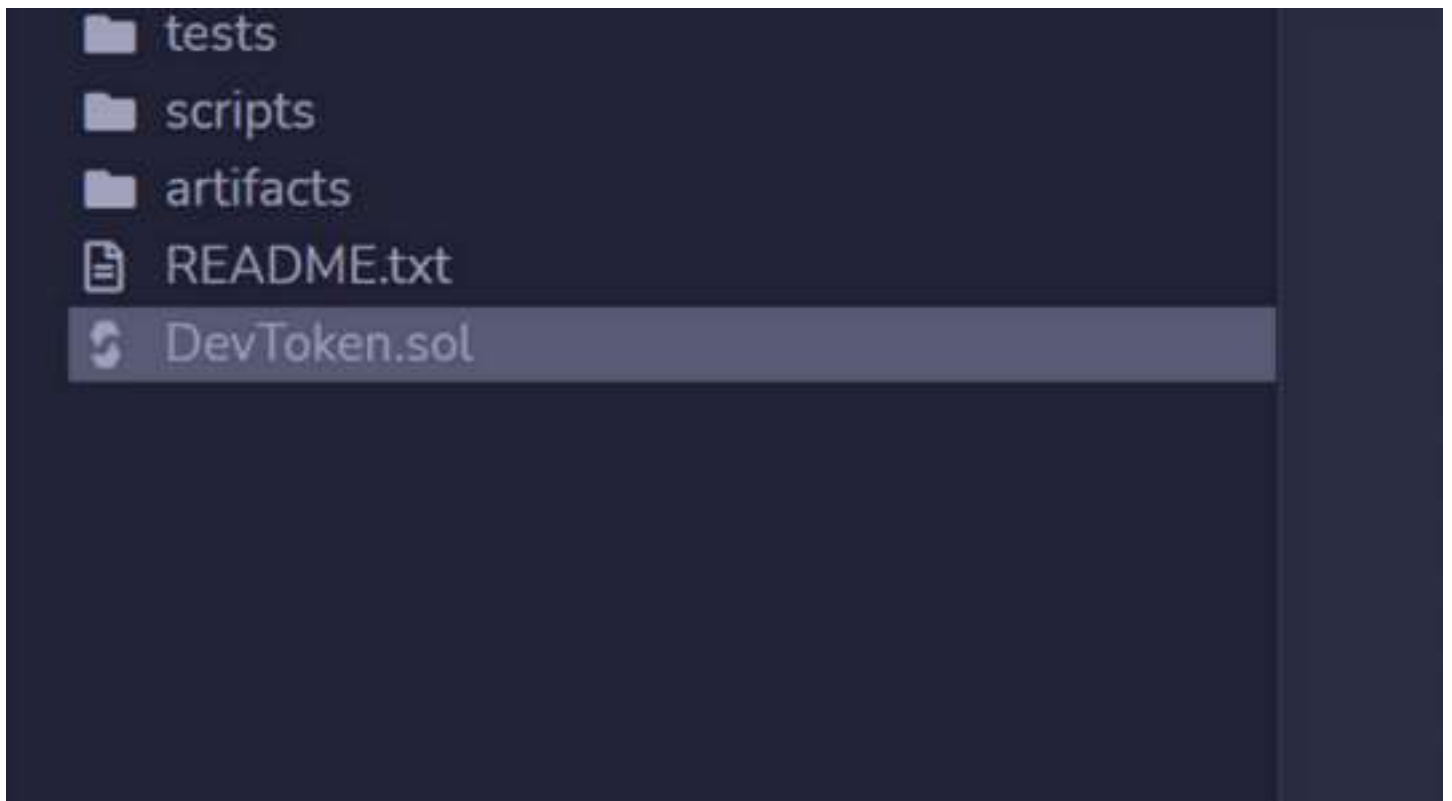 tests
scripts
artifacts
README.txt
DevToken.sol